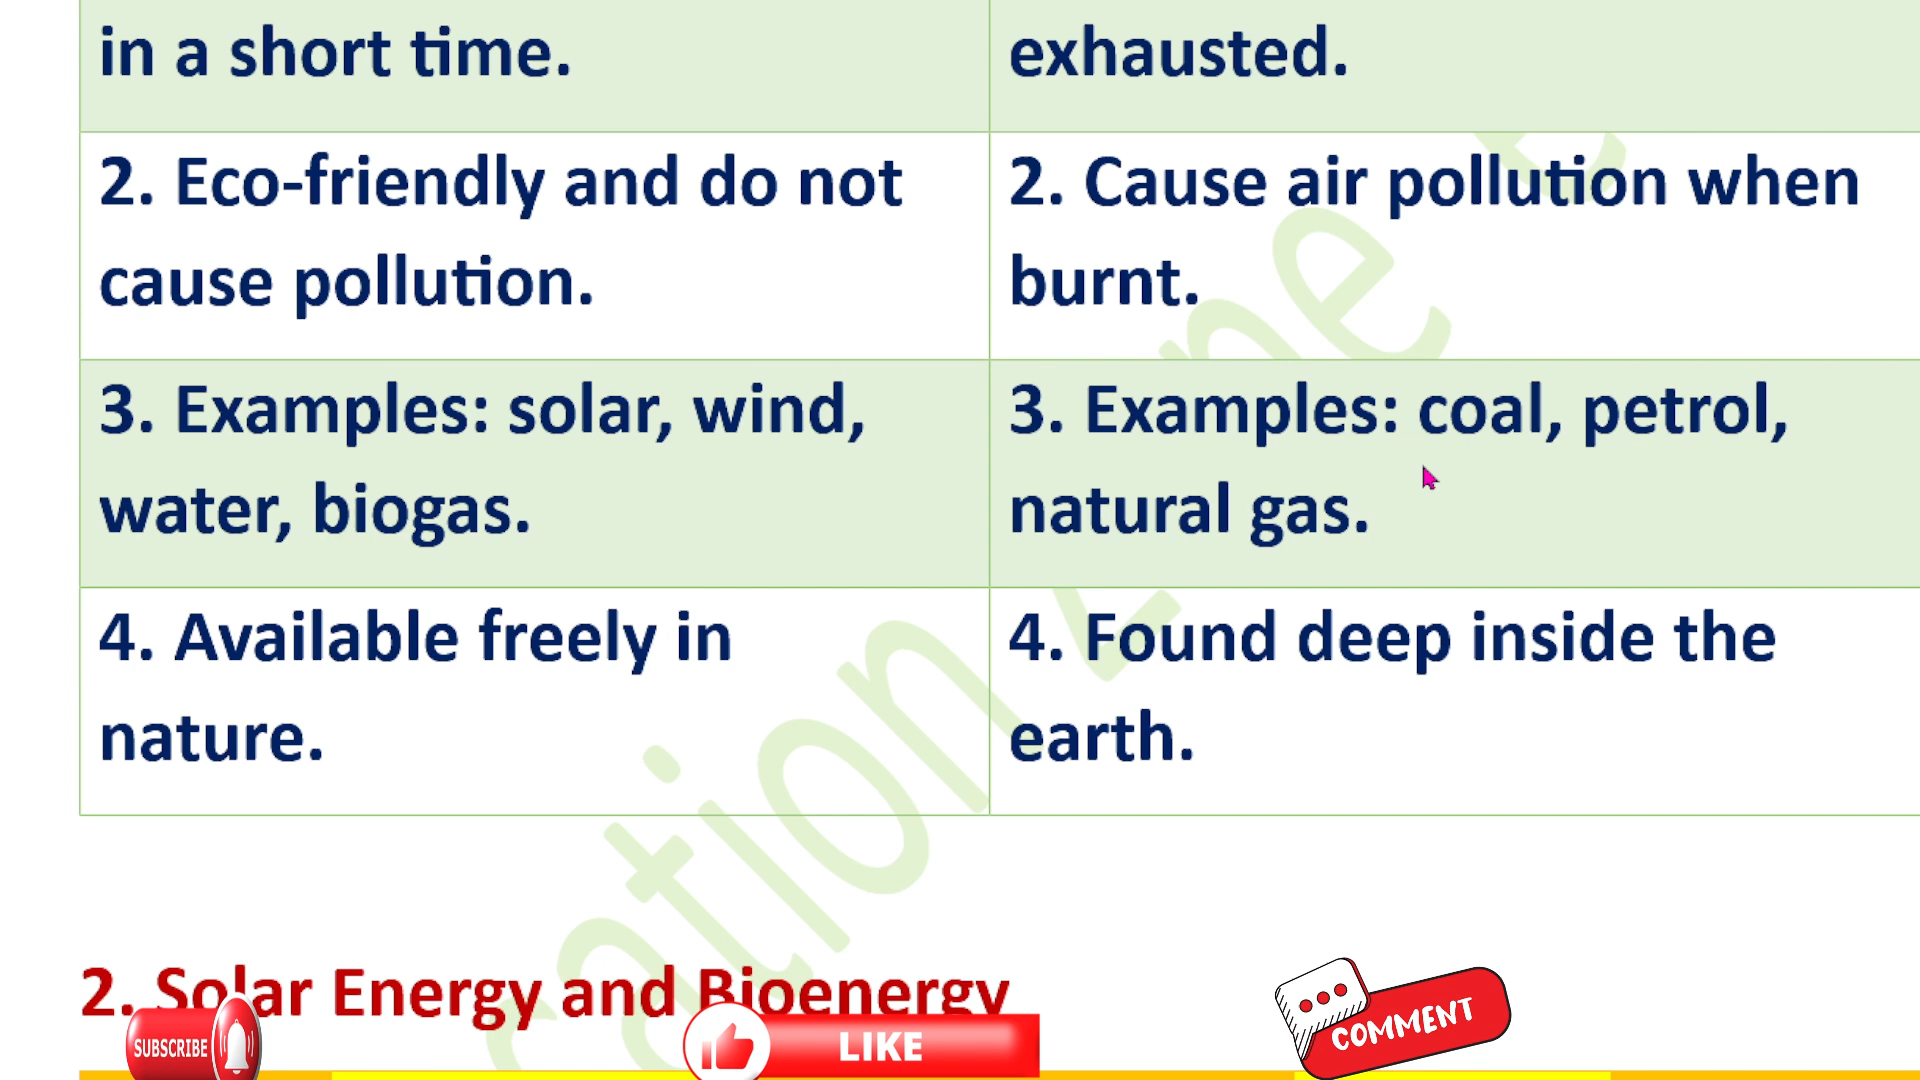 in a short time.
exhausted.
2. Eco-friendly and do not
cause pollution.
2. Cause air pollution when
burnt.
3. Examples: solar, wind,
water, biogas.
3. Examples: coal, petrol,
natural gas.
4. Available freely in
nature.
4. Found deep inside the
earth.
2. Solar Energy and Bioenergy
SUBSCRIBE
LIKE
COMMENT